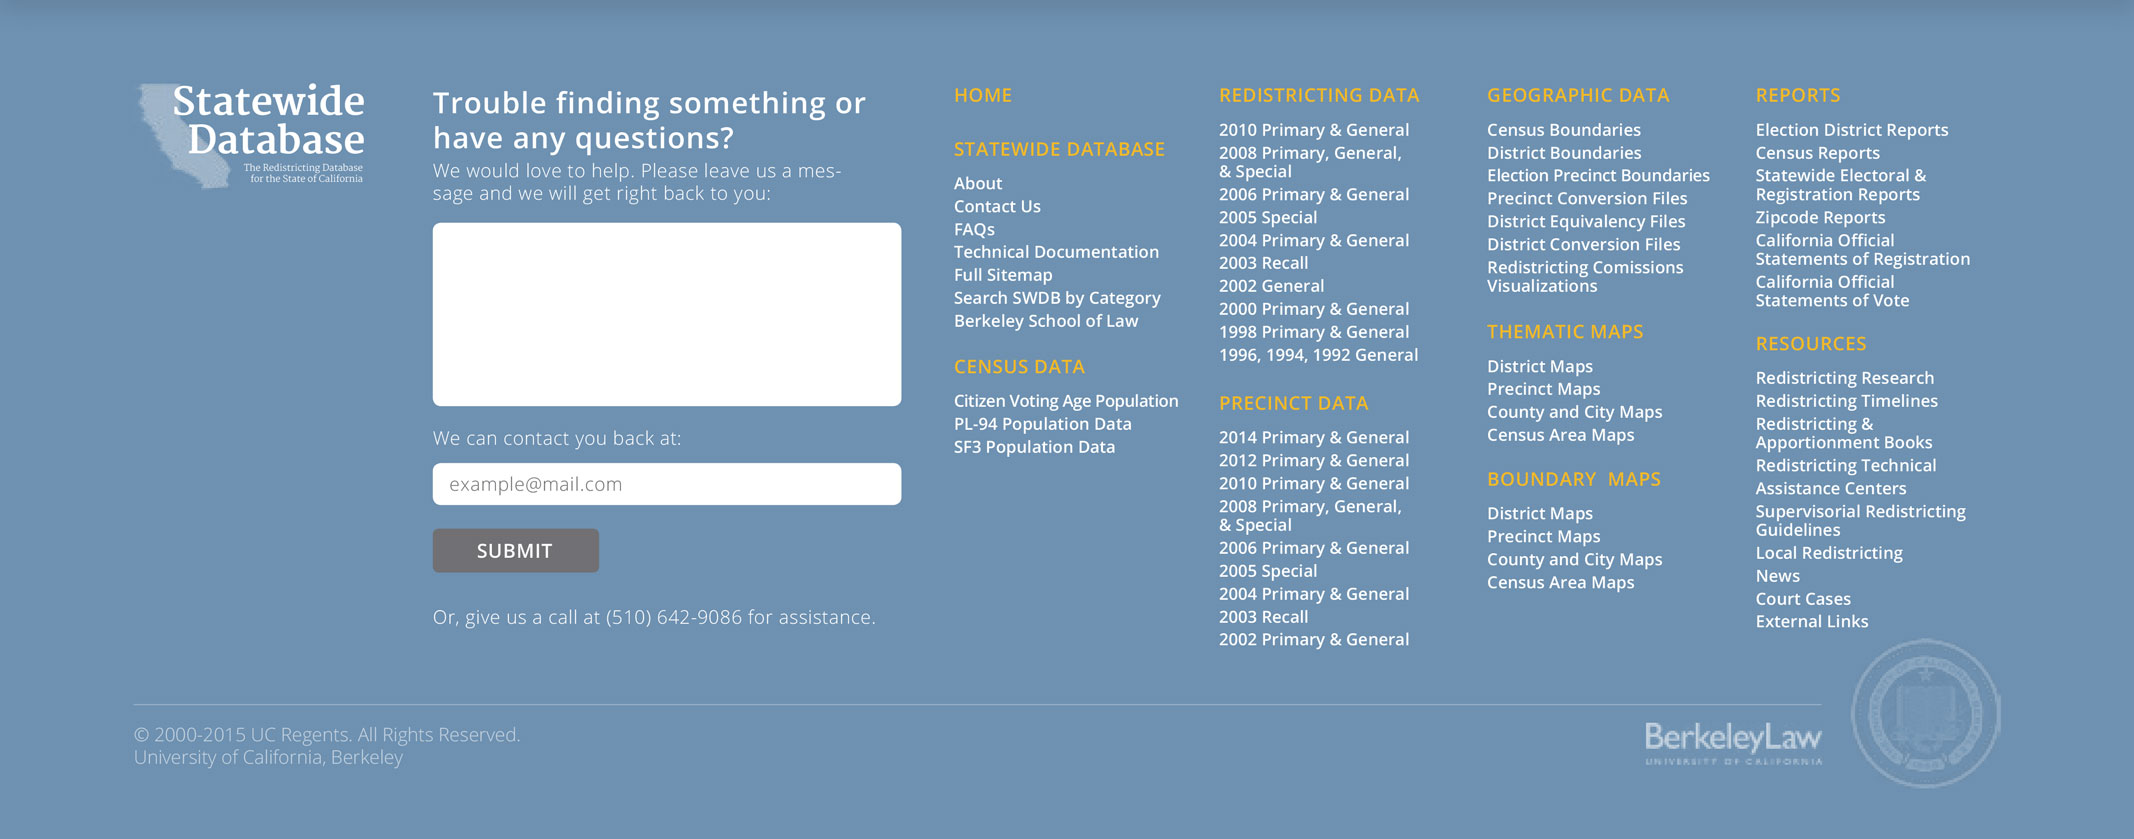 Statewide
Database
The Redistricting Database
for the State of California
Trouble finding something or
have any questions?
We would love to help. Please leave us a mes-
sage and we will get right back to you:
We can contact you back at:
example@mail.com
SUBMIT
Or, give us a call at (510) 642-9086 for assistance.
HOME
STATEWIDE DATABASE
About
Contact Us
FAQs
Technical Documentation
Full Sitemap
Search SWDB by Category
Berkeley School of Law
CENSUS DATA
Citizen Voting Age Population
PL-94 Population Data
SF3 Population Data
REDISTRICTING DATA
2010 Primary & General
2008 Primary, General,
& Special
2006 Primary & General
2005 Special
2004 Primary & General
2003 Recall
2002 General
2000 Primary & General
1998 Primary & General
1996, 1994, 1992 General
PRECINCT DATA
2014 Primary & General
2012 Primary & General
2010 Primary & General
2008 Primary, General,
& Special
2006 Primary & General
2005 Special
2004 Primary & General
2003 Recall
2002 Primary & General
GEOGRAPHIC DATA
Census Boundaries
District Boundaries
Election Precinct Boundaries
Precinct Conversion Files
District Equivalency Files
District Conversion Files
Redistricting Comissions
Visualizations
THEMATIC MAPS
District Maps
Precinct Maps
County and City Maps
Census Area Maps
BOUNDARY  MAPS
District Maps
Precinct Maps
County and City Maps
Census Area Maps
REPORTS
Election District Reports
Census Reports
Statewide Electoral &
Registration Reports
Zipcode Reports
California Official
Statements of Registration
California Official
Statements of Vote
RESOURCES
Redistricting Research
Redistricting Timelines
Redistricting &
Apportionment Books
Redistricting Technical
Assistance Centers
Supervisorial Redistricting
Guidelines
Local Redistricting
News
Court Cases
External Links
© 2000-2015 UC Regents. All Rights Reserved.
University of California, Berkeley
BerkeleyLaw
UNIVERSITY OF CALIFORNIA